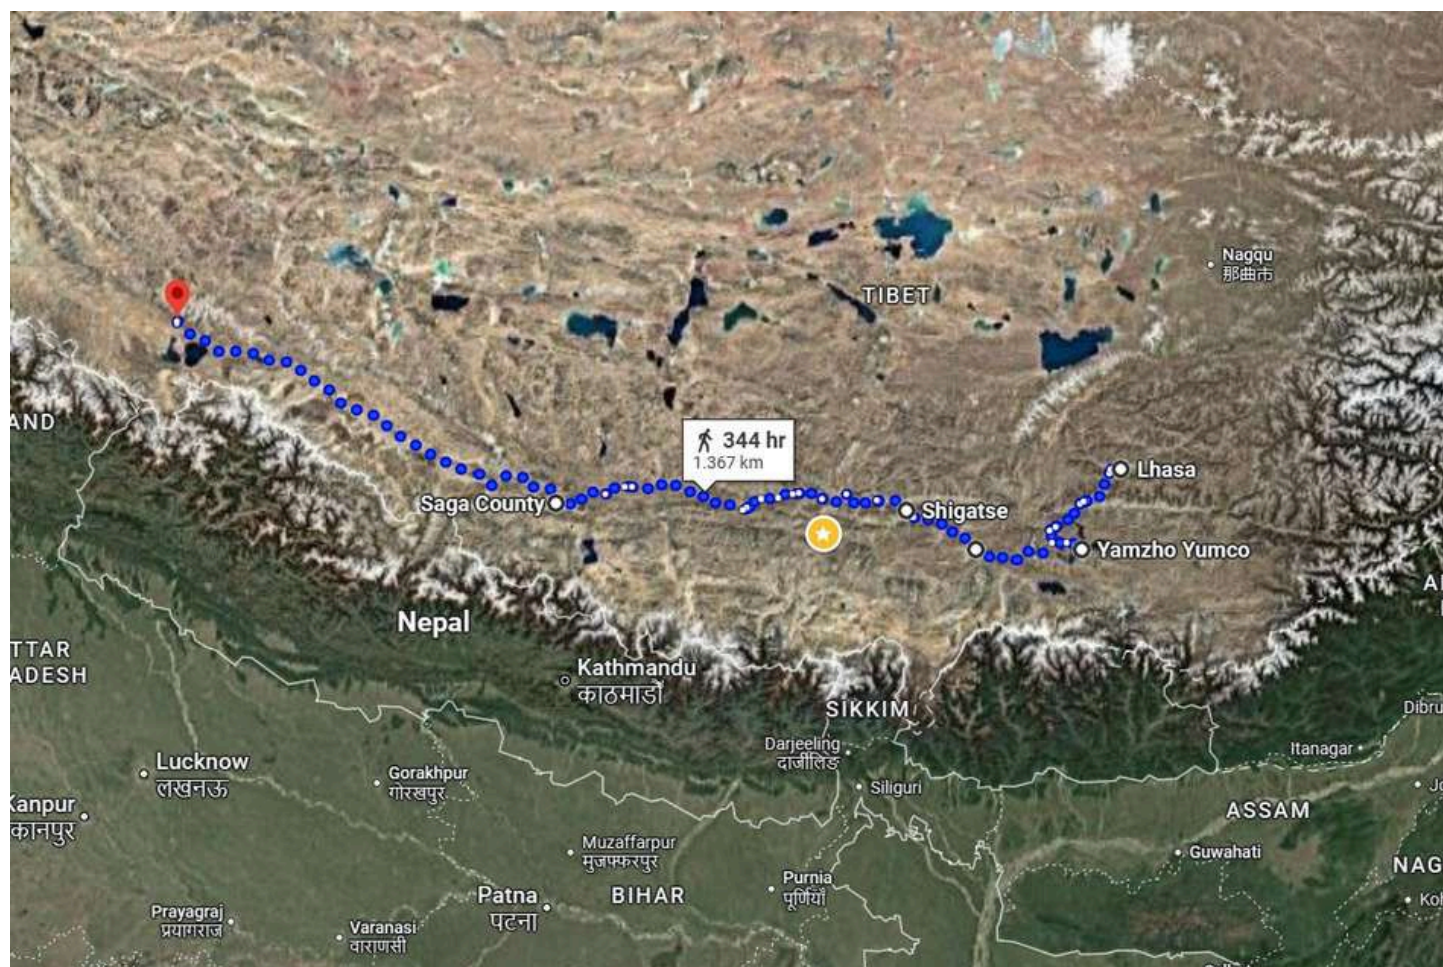 Nagqu
那曲市
TIBET
AND
344 hr
1.367 km
Lhasa
Saga County
Shigatse
Yamzho Yumco
Nepal
TTAR
ADESH
Kathmandu
काठमाडौं
SIKKIM
Dibru
Darjeeling
दार्जीलिङ
Itanagar
Lucknow
लखनऊ
Gorakhpur
गोरखपुर
Siliguri
Kanpur
कानपुर
ASSAM
Muzaffarpur
मुजफ्फरपुर
Guwahati
NAG
Purnia
पूर्णियाँ
Patna
पटना
BIHAR
Prayagraj
प्रयागराज
Varanasi
वाराणसी